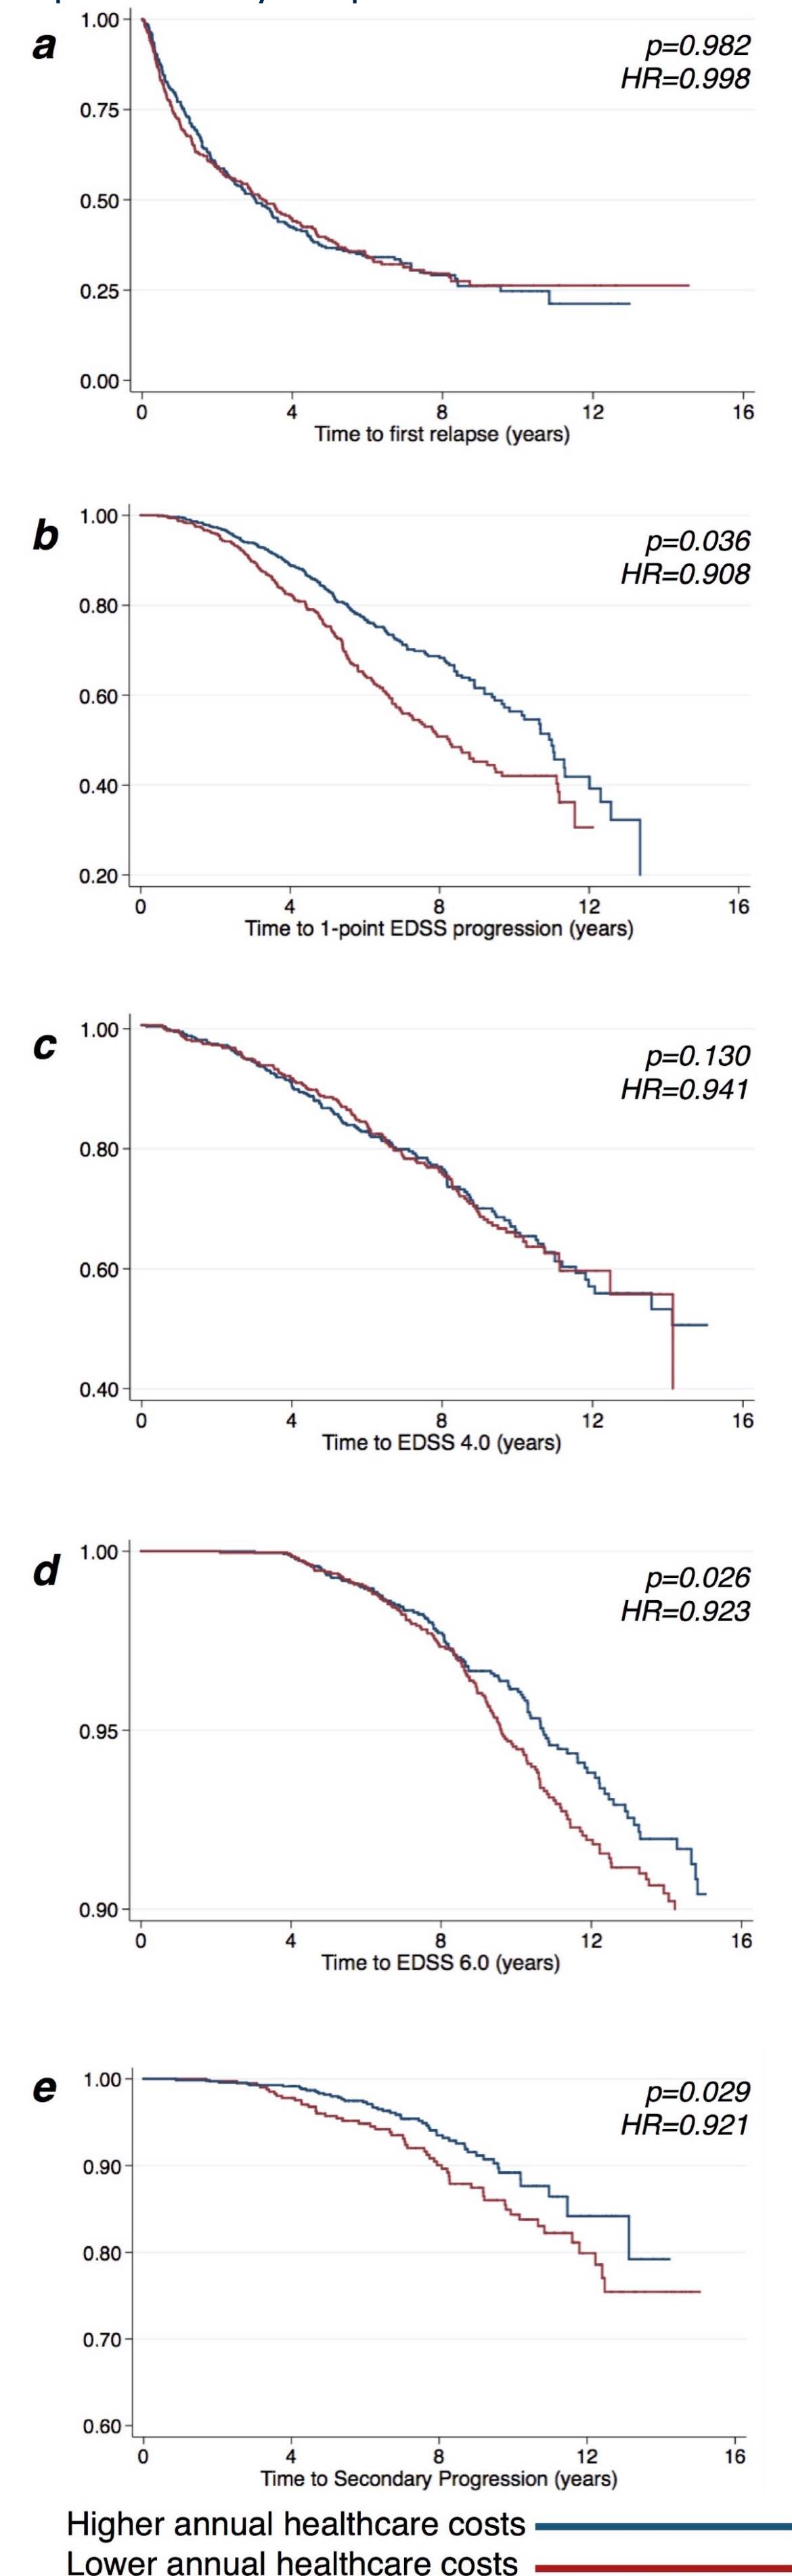 a
p=0.982
HR=0.998
1.00
0.75
0.50
0.25
0.00
0 4 8 12 16
Time to first relapse (years)
b
p=0.036
HR=0.908
1.00
0.80
0.60
0.40
0.20
0 4 8 12 16
Time to 1-point EDSS progression (years)
c
p=0.130
HR=0.941
1.00
0.80
0.60
0.40
0 4 8 12 16
Time to EDSS 4.0 (years)
d
p=0.026
HR=0.923
1.00
0.95
0.90
0 4 8 12 16
Time to EDSS 6.0 (years)
e
p=0.029
HR=0.921
1.00
0.90
0.80
0.70
0.60
0 4 8 12 16
Time to Secondary Progression (years)
Higher annual healthcare costs
Lower annual healthcare costs